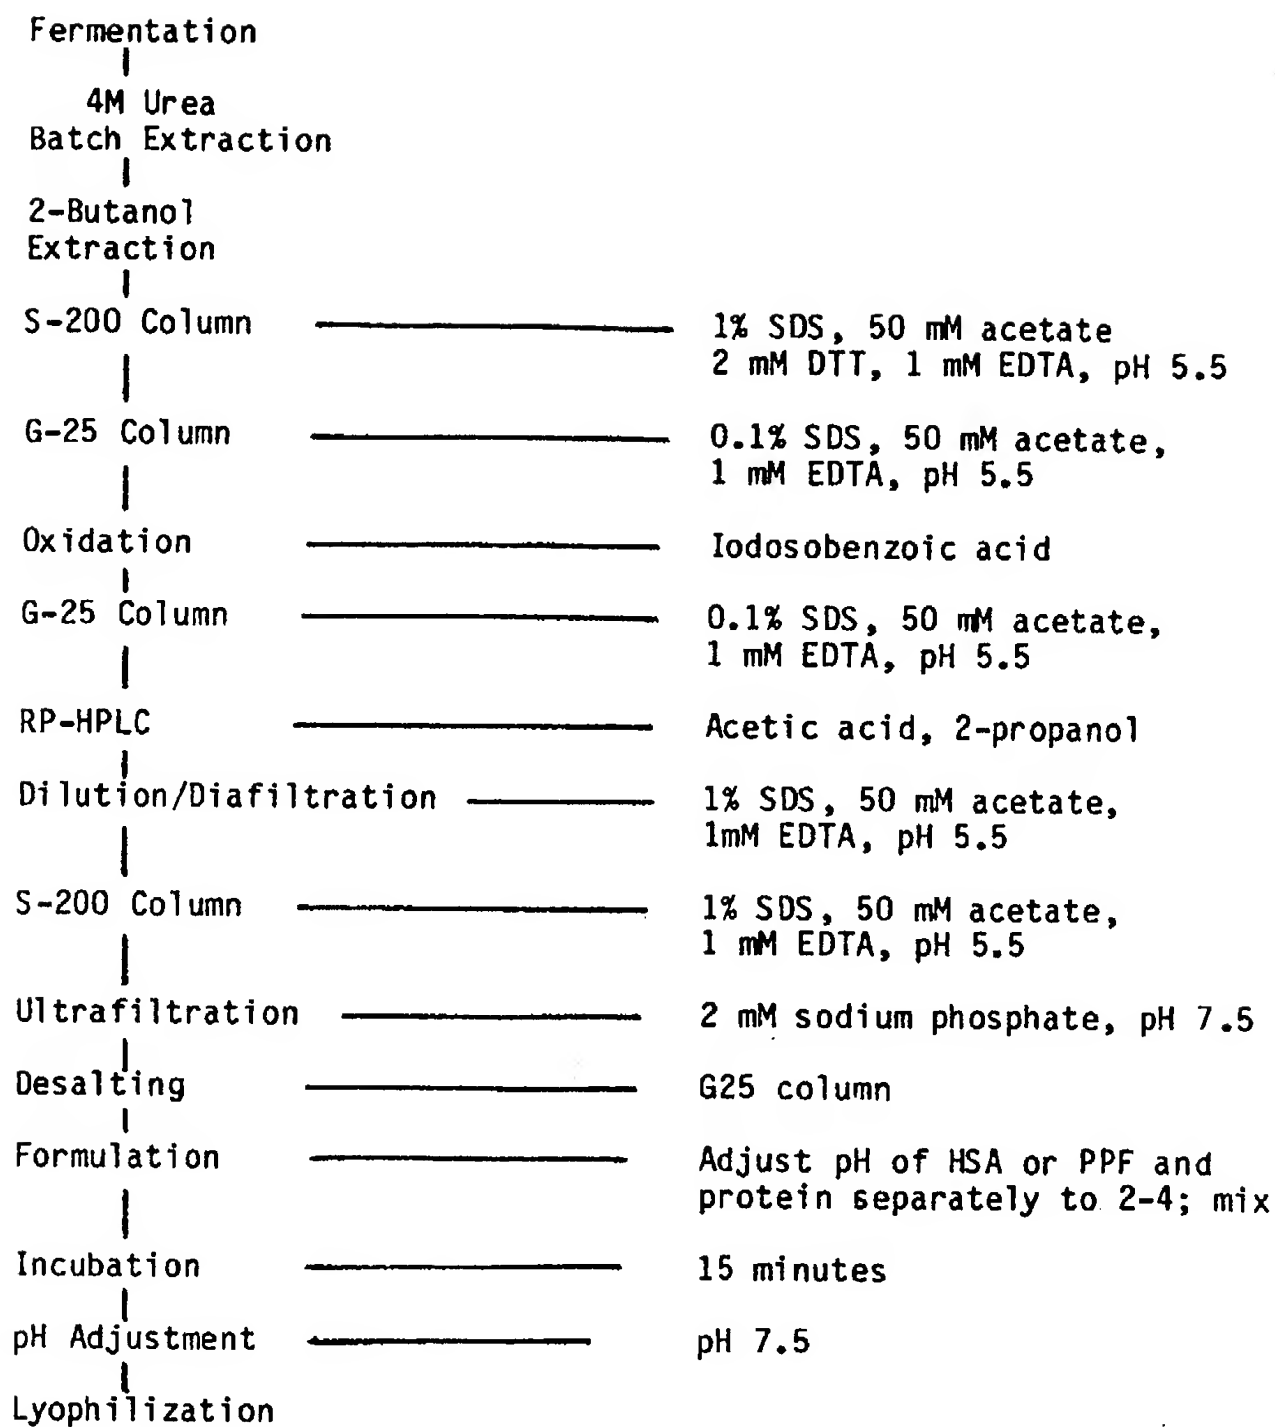 Fermentation
4M Urea
Batch Extraction
2-Butanol
Extraction
S-200 Column
1% SDS, 50 mM acetate
2 mM DTT, 1 mM EDTA, pH 5.5
G-25 Column
0.1% SDS, 50 mM acetate,
1 mM EDTA, pH 5.5
Oxidation
Iodosobenzoic acid
G-25 Column
0.1% SDS, 50 mM acetate,
1 mM EDTA, pH 5.5
RP-HPLC
Acetic acid, 2-propanol
Dilution/Diafiltration
1% SDS, 50 mM acetate,
1mM EDTA, pH 5.5
S-200 Column
1% SDS, 50 mM acetate,
1 mM EDTA, pH 5.5
Ultrafiltration
2 mM sodium phosphate, pH 7.5
Desalting
G25 column
Formulation
Adjust pH of HSA or PPF and
protein separately to 2-4; mix
Incubation
15 minutes
pH Adjustment
pH 7.5
Lyophilization